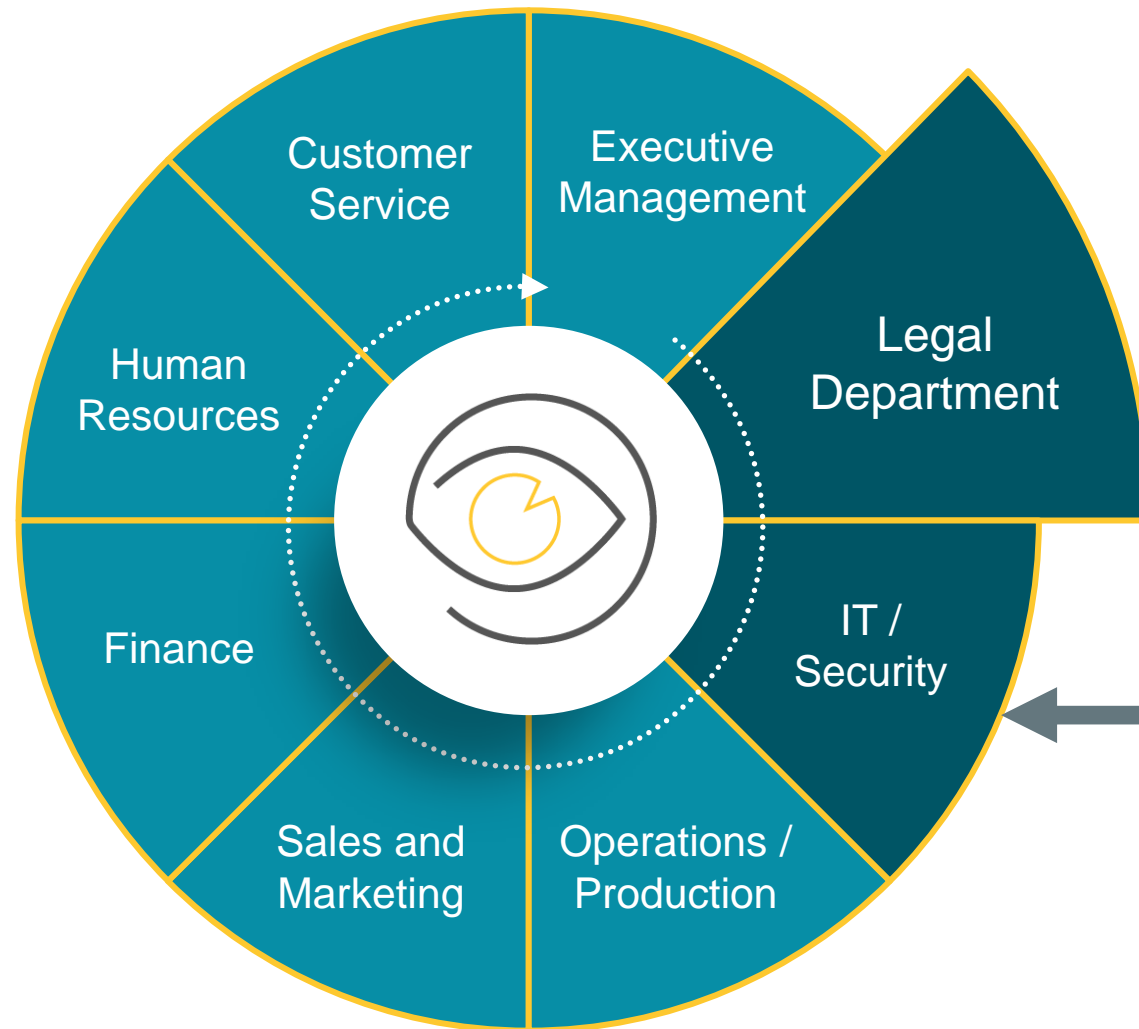 Customer
Service
Executive
Management
Legal
Department
IT /
Security
Operations /
Production
Sales and
Marketing
Finance
Human
Resources